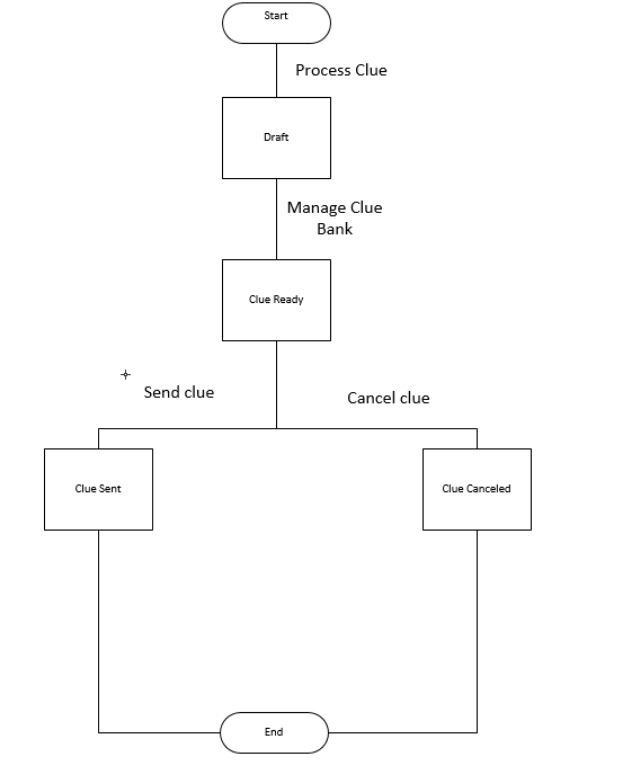 Start
Process Clue
Draft
Manage Clue
Bank
Clue Ready
Send clue
Cancel clue
Clue Sent
Clue Canceled
End